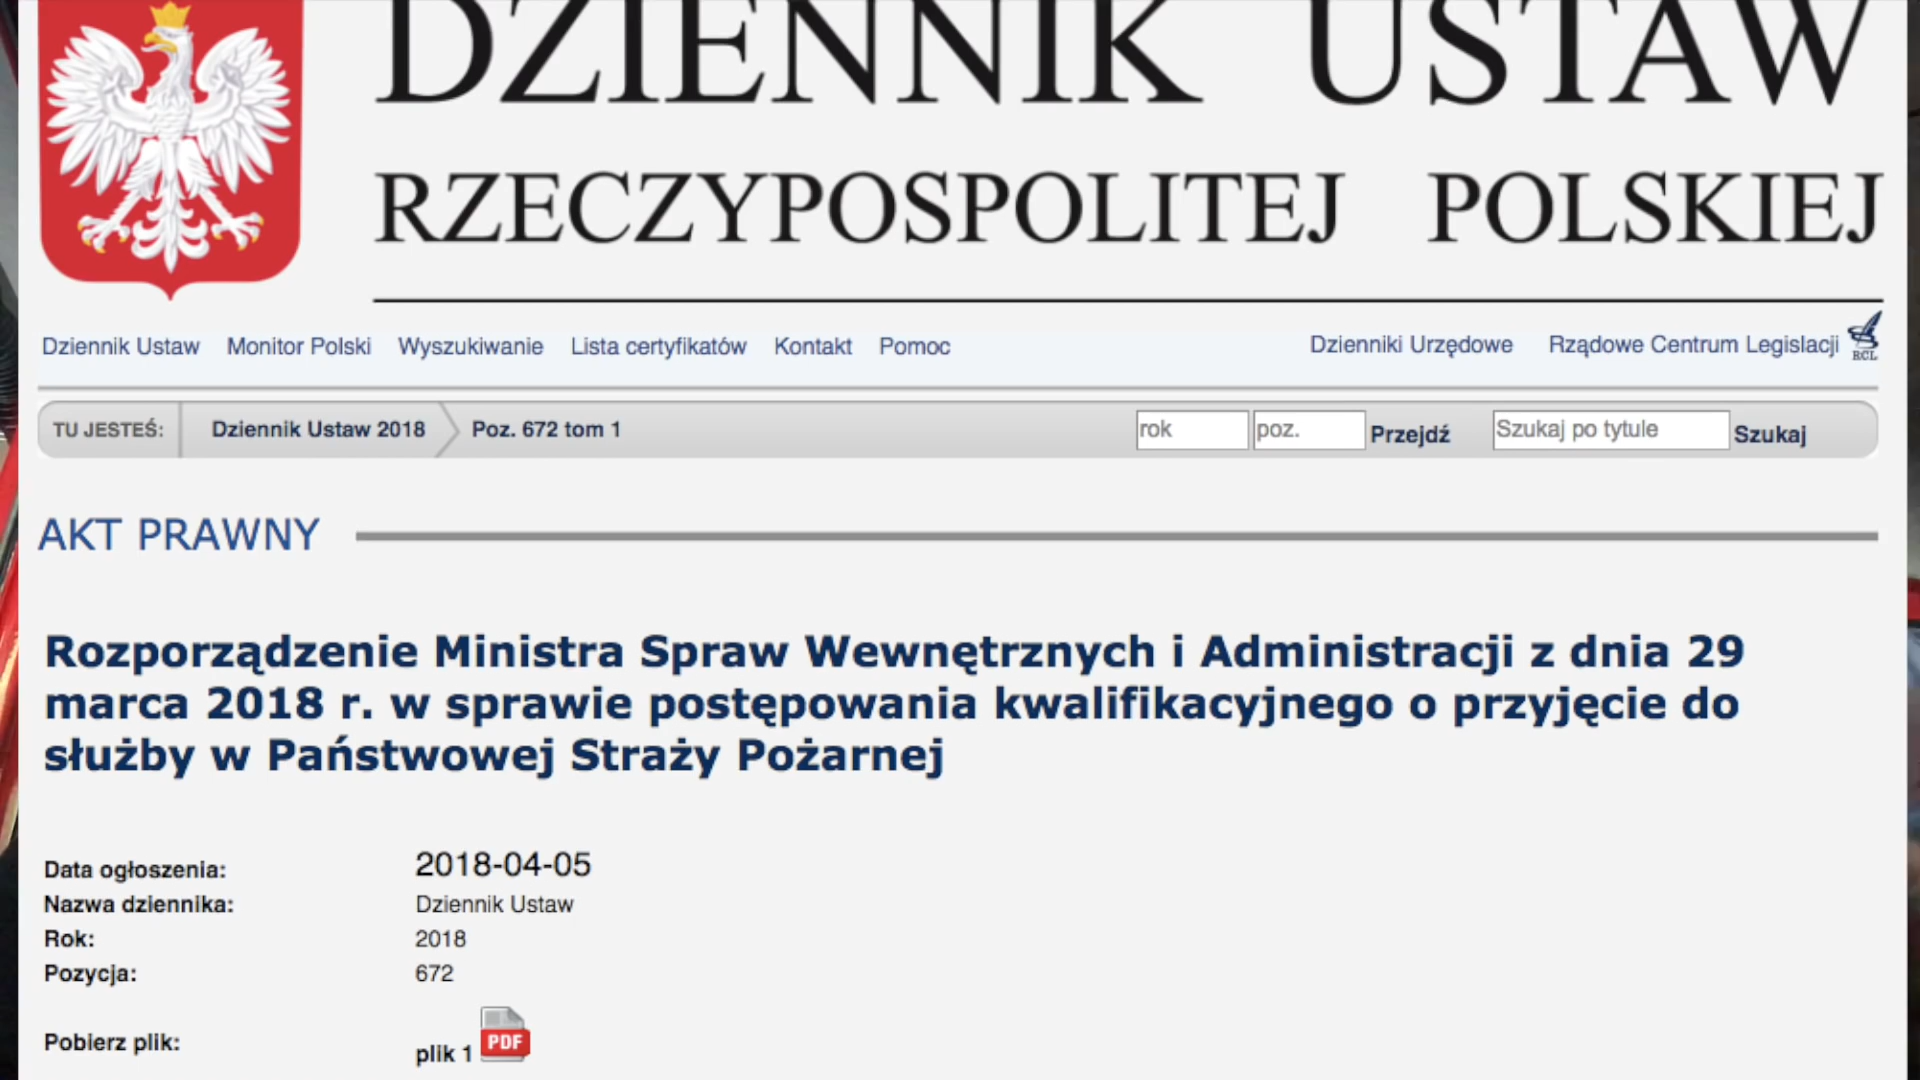 DZIENNIK USTAW
RZECZYPOSPOLITEJ POLSKIEJ
Dziennik Ustaw Monitor Polski Wyszukiwanie Lista certyfikatów Kontakt Pomoc Dzienniki Urzędowe Rządowe Centrum Legislacji RCL
TU JESTEŚ: Dziennik Ustaw 2018 Poz. 672 tom 1 rok poz. Przejdź Szukaj po tytule Szukaj
AKT PRAWNY
Rozporządzenie Ministra Spraw Wewnętrznych i Administracji z dnia 29
marca 2018 r. w sprawie postępowania kwalifikacyjnego o przyjęcie do
służby w Państwowej Straży Pożarnej
Data ogłoszenia: 2018-04-05
Nazwa dziennika: Dziennik Ustaw
Rok: 2018
Pozycja: 672
Pobierz plik: plik 1 PDF